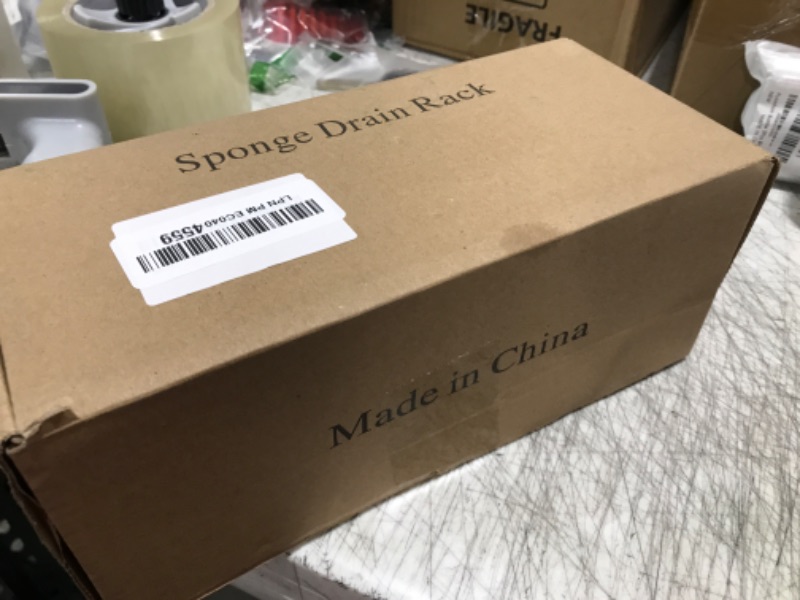 FRAGILE
Sponge Drain Rack
LPN PM EC040 4559
Made in China